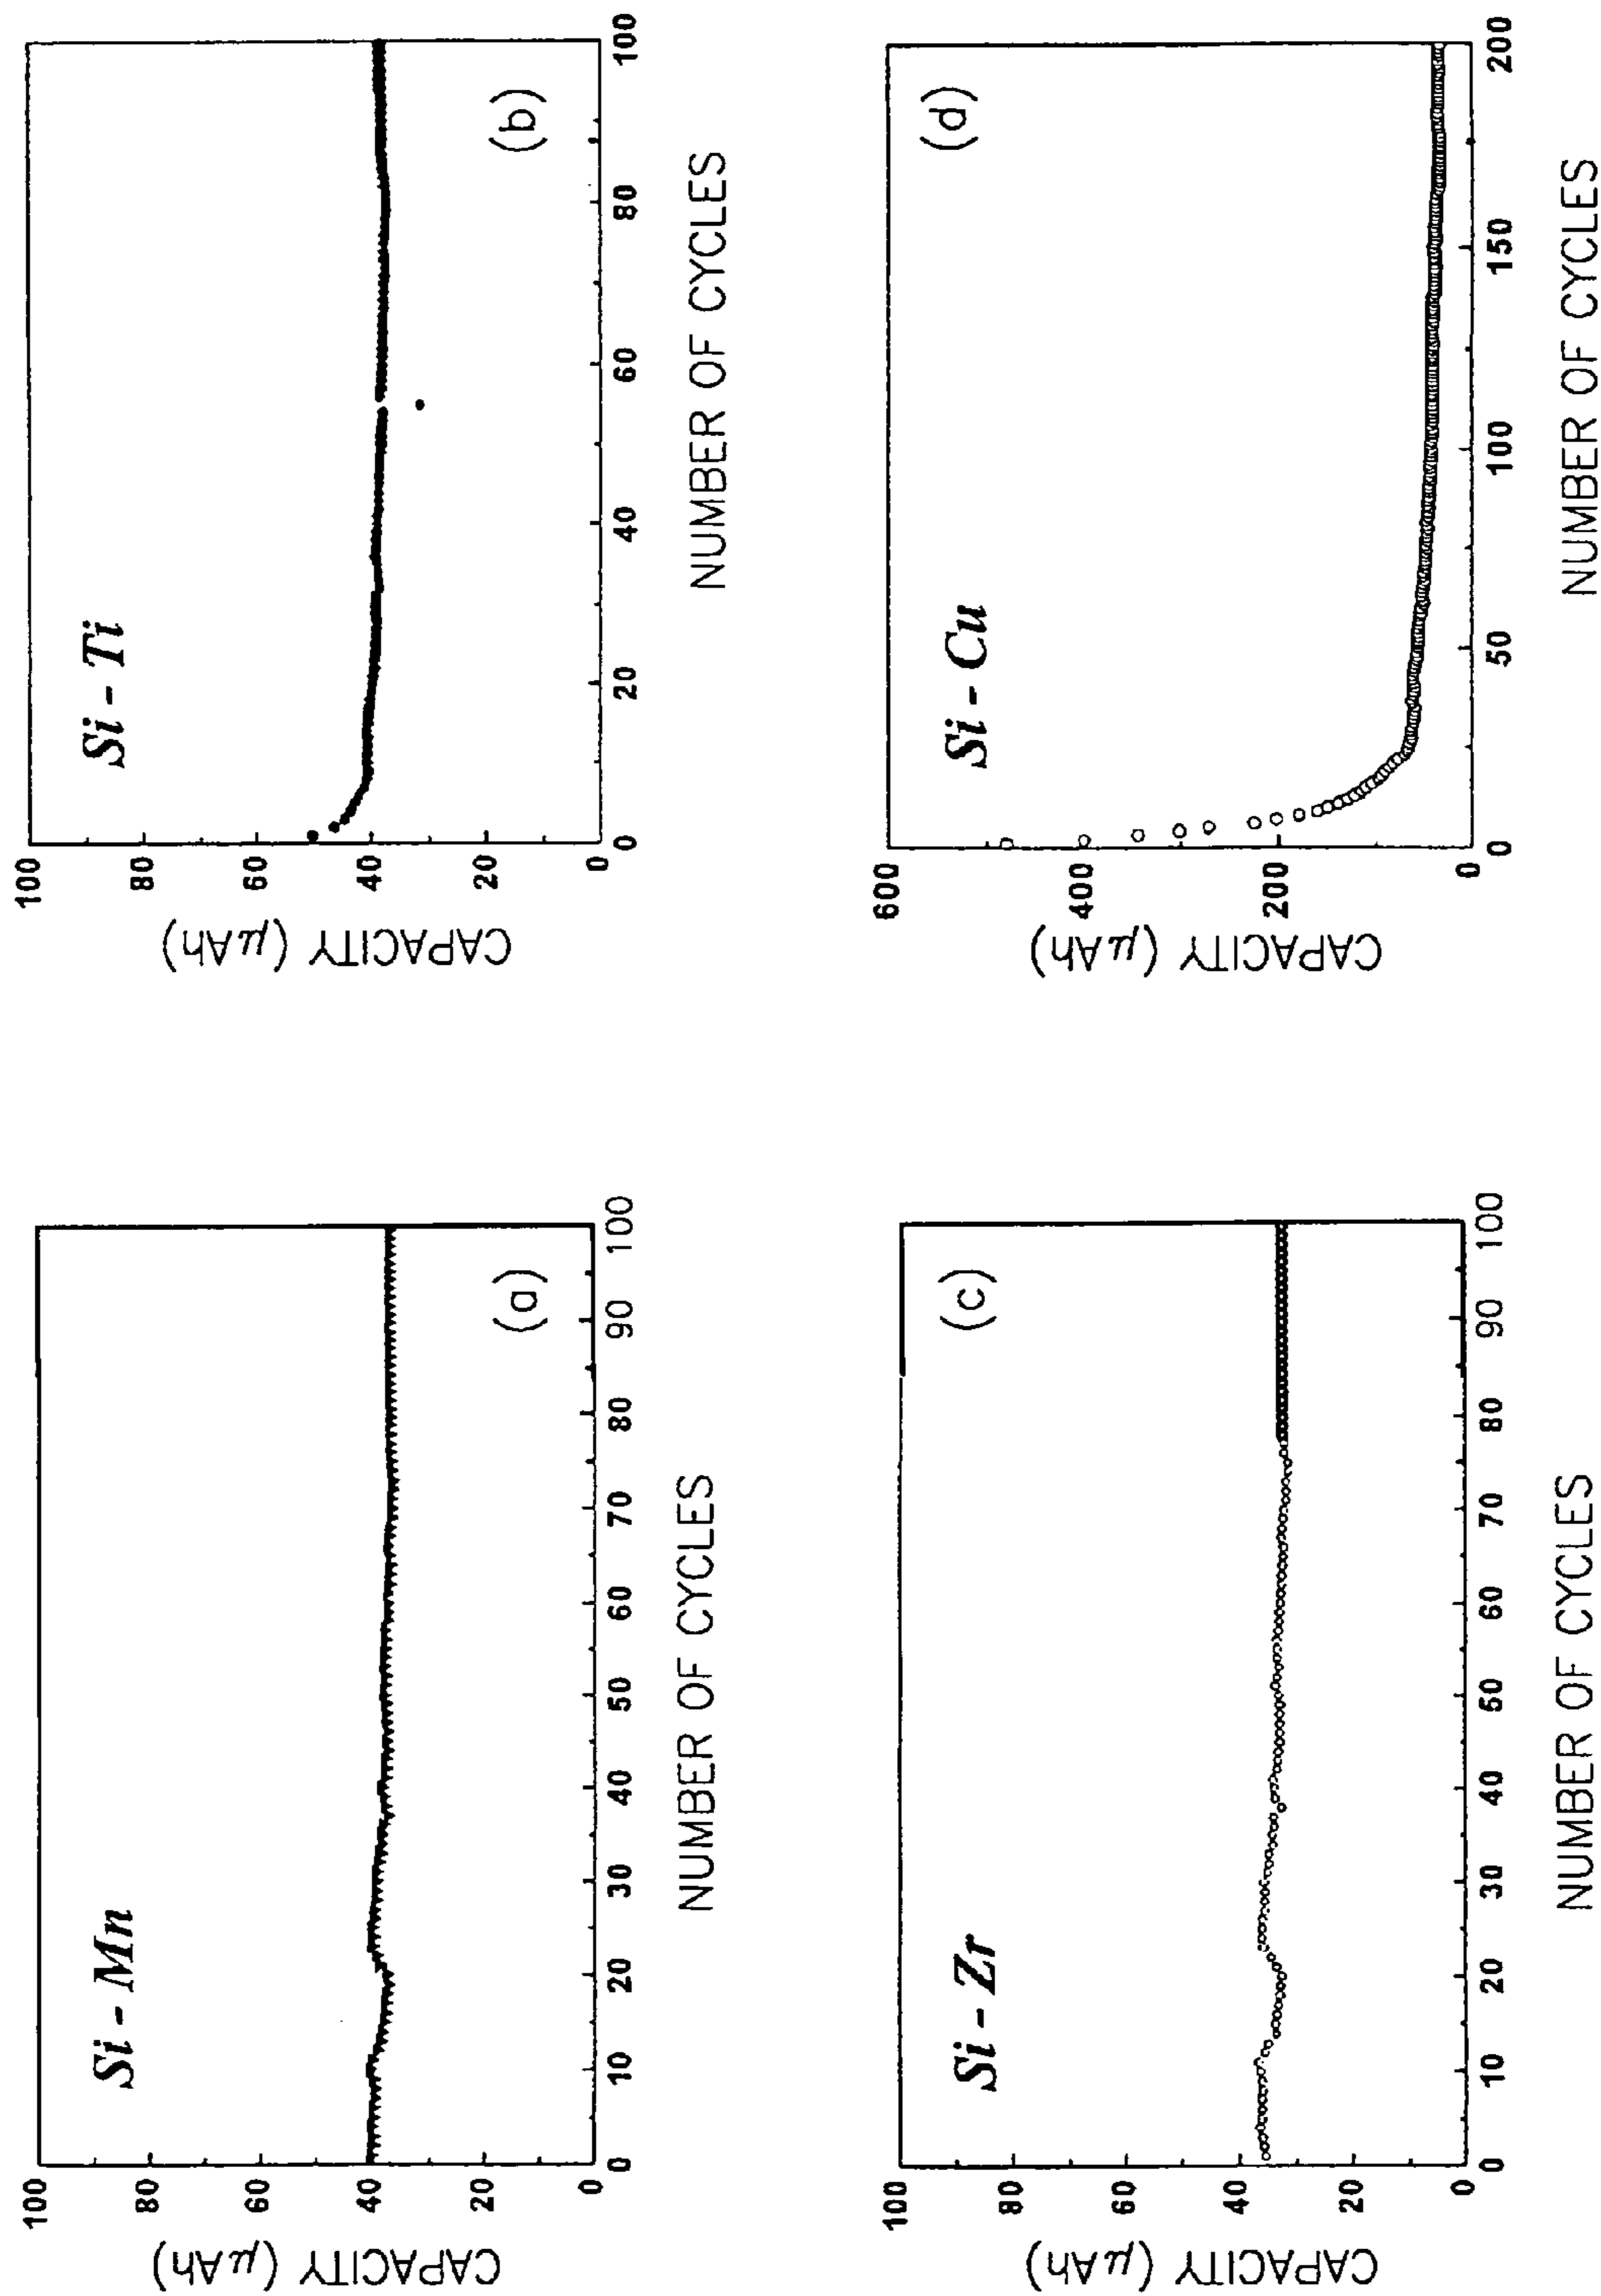 Si - Mn
(a)
CAPACITY (μAh)
100
80
60
40
20
0
0 10 20 30 40 50 60 70 80 90 100
NUMBER OF CYCLES
Si - Ti
(b)
CAPACITY (μAh)
100
80
60
40
20
0
0 20 40 60 80 100
NUMBER OF CYCLES
Si - Zr
(c)
CAPACITY (μAh)
100
80
60
40
20
0
0 10 20 30 40 50 60 70 80 90 100
NUMBER OF CYCLES
Si - Cu
(d)
CAPACITY (μAh)
600
400
200
0
0 50 100 150 200
NUMBER OF CYCLES